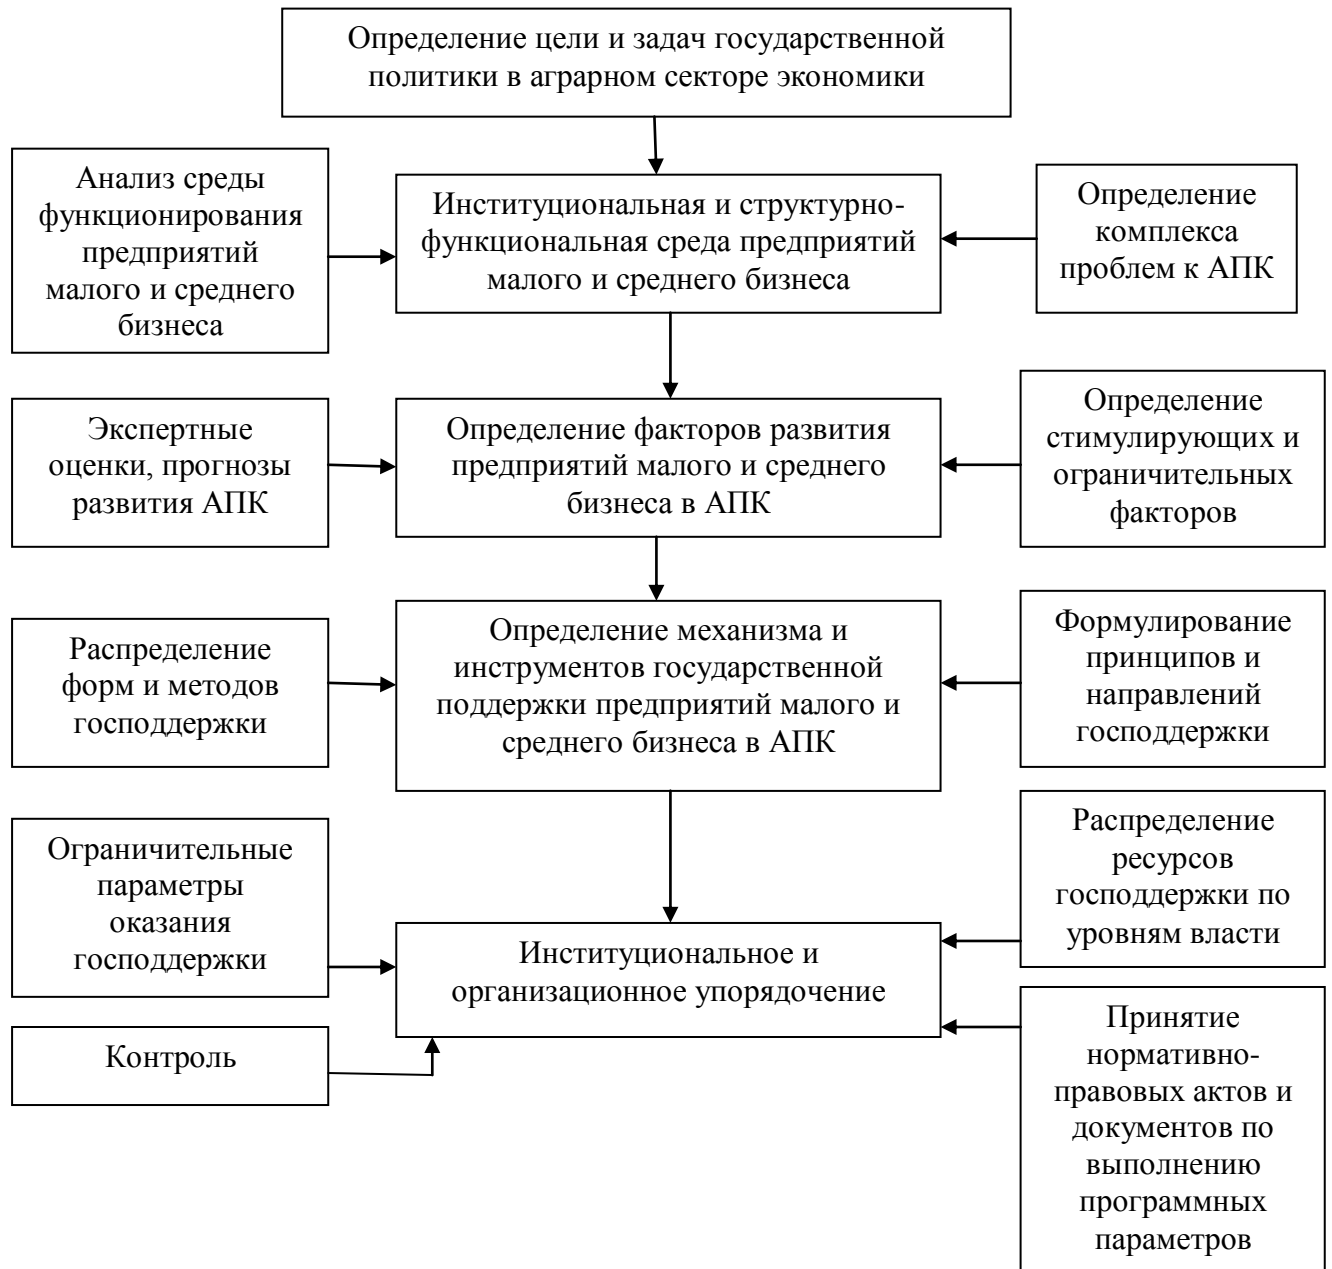 Определение цели и задач государственной
политики в аграрном секторе экономики
Анализ среды
функционирования
предприятий
малого и среднего
бизнеса
Институциональная и структурно-
функциональная среда предприятий
малого и среднего бизнеса
Определение
комплекса
проблем к АПК
Экспертные
оценки, прогнозы
развития АПК
Определение факторов развития
предприятий малого и среднего
бизнеса в АПК
Определение
стимулирующих и
ограничительных
факторов
Распределение
форм и методов
господдержки
Определение механизма и
инструментов государственной
поддержки предприятий малого и
среднего бизнеса в АПК
Формулирование
принципов и
направлений
господдержки
Ограничительные
параметры
оказания
господдержки
Институциональное и
организационное упорядочение
Распределение
ресурсов
господдержки по
уровням власти
Контроль
Принятие
нормативно-
правовых актов и
документов по
выполнению
программных
параметров